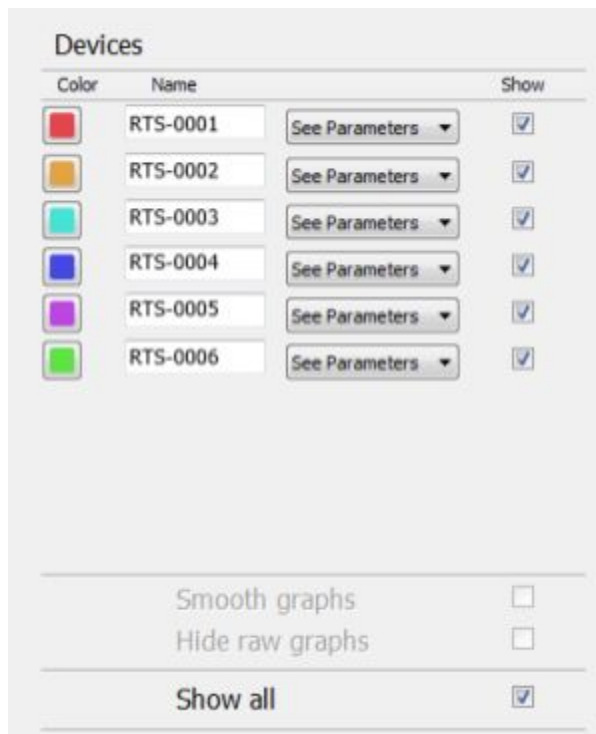 Devices
Color Name Show
RTS-0001 See Parameters
RTS-0002 See Parameters
RTS-0003 See Parameters
RTS-0004 See Parameters
RTS-0005 See Parameters
RTS-0006 See Parameters
Smooth graphs
Hide raw graphs
Show all